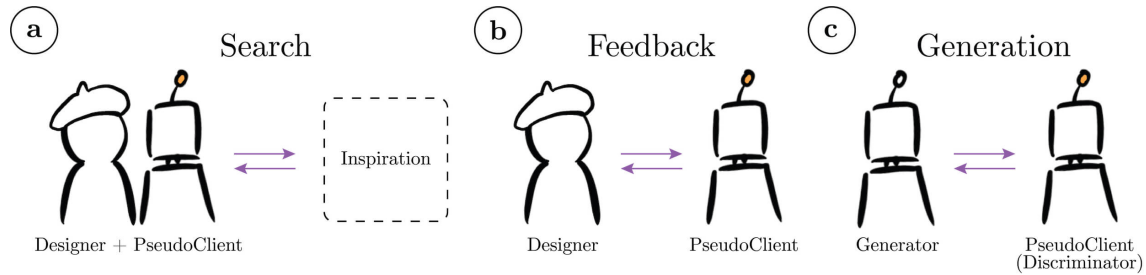 a
Search
Inspiration
Designer + PseudoClient
b
Feedback
Designer
PseudoClient
c
Generation
Generator
PseudoClient
(Discriminator)